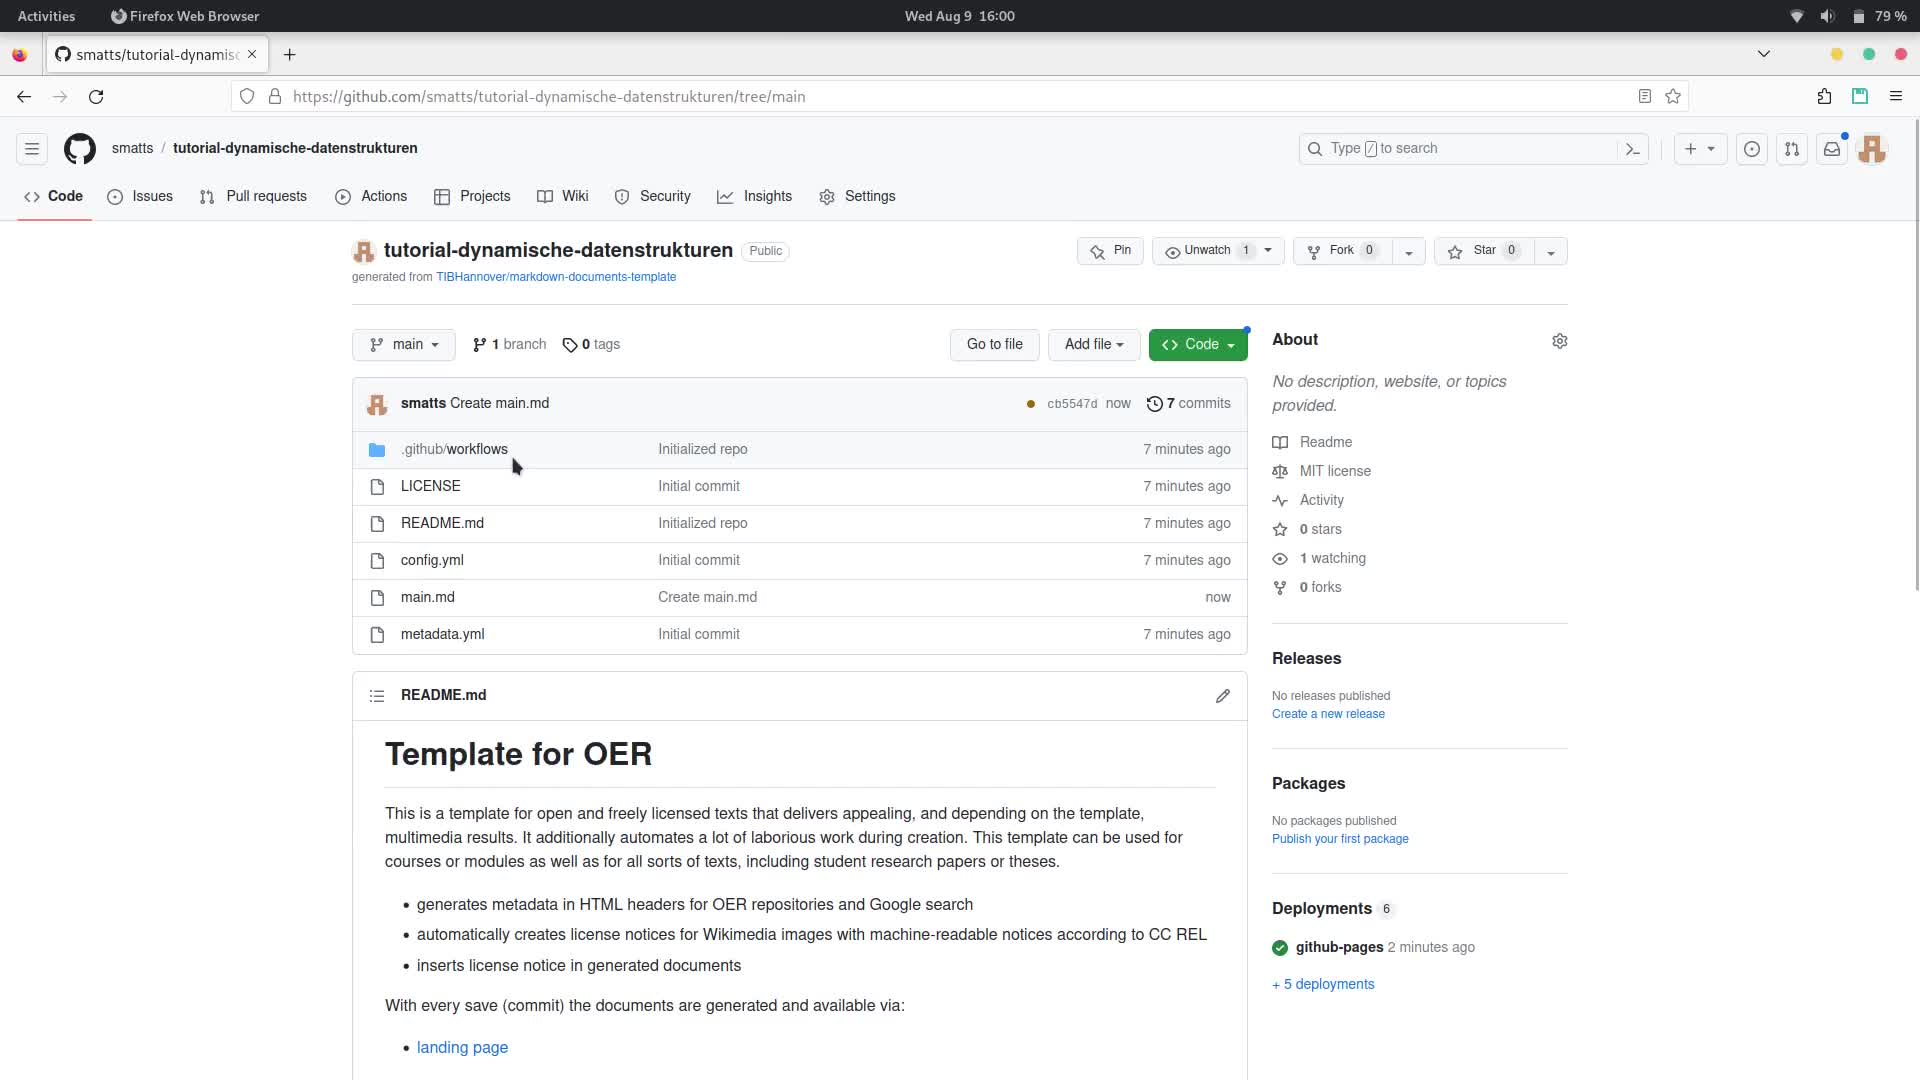 Activities Firefox Web Browser Wed Aug 9 16:00 79 %
smatts/tutorial-dynamisc
https://github.com/smatts/tutorial-dynamische-datenstrukturen/tree/main
smatts / tutorial-dynamische-datenstrukturen Type / to search
Code Issues Pull requests Actions Projects Wiki Security Insights Settings
tutorial-dynamische-datenstrukturen Public Pin Unwatch 1 Fork 0 Star 0
generated from TIBHannover/markdown-documents-template
main 1 branch 0 tags Go to file Add file Code
smatts Create main.md cb5547d now 7 commits
.github/workflows Initialized repo 7 minutes ago
LICENSE Initial commit 7 minutes ago
README.md Initialized repo 7 minutes ago
config.yml Initial commit 7 minutes ago
main.md Create main.md now
metadata.yml Initial commit 7 minutes ago
README.md
Template for OER
This is a template for open and freely licensed texts that delivers appealing, and depending on the template,
multimedia results. It additionally automates a lot of laborious work during creation. This template can be used for
courses or modules as well as for all sorts of texts, including student research papers or theses.
• generates metadata in HTML headers for OER repositories and Google search
• automatically creates license notices for Wikimedia images with machine-readable notices according to CC REL
• inserts license notice in generated documents
With every save (commit) the documents are generated and available via:
• landing page
About
No description, website, or topics
provided.
Readme
MIT license
Activity
0 stars
1 watching
0 forks
Releases
No releases published
Create a new release
Packages
No packages published
Publish your first package
Deployments 6
github-pages 2 minutes ago
+ 5 deployments